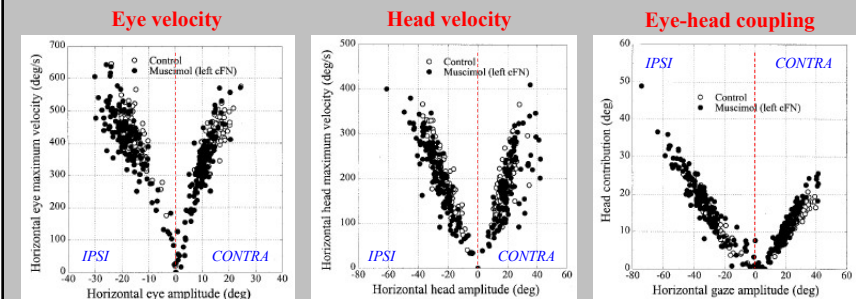 Eye velocity
Horizontal eye maximum velocity (deg/s)
700
600
500
400
300
200
100
0
Control
Muscimol (left cFN)
IPSI
CONTRA
-40 -30 -20 -10 0 10 20 30 40
Horizontal eye amplitude (deg)
Head velocity
Horizontal head maximum velocity (deg/s)
500
400
300
200
100
0
Control
Muscimol (left cFN)
IPSI
CONTRA
-80 -60 -40 -20 0 20 40 60
Horizontal head amplitude (deg)
Eye-head coupling
Head contribution (deg)
60
50
40
30
20
10
0
IPSI
CONTRA
Control
Muscimol (left cFN)
-80 -60 -40 -20 0 20 40 60
Horizontal gaze amplitude (deg)